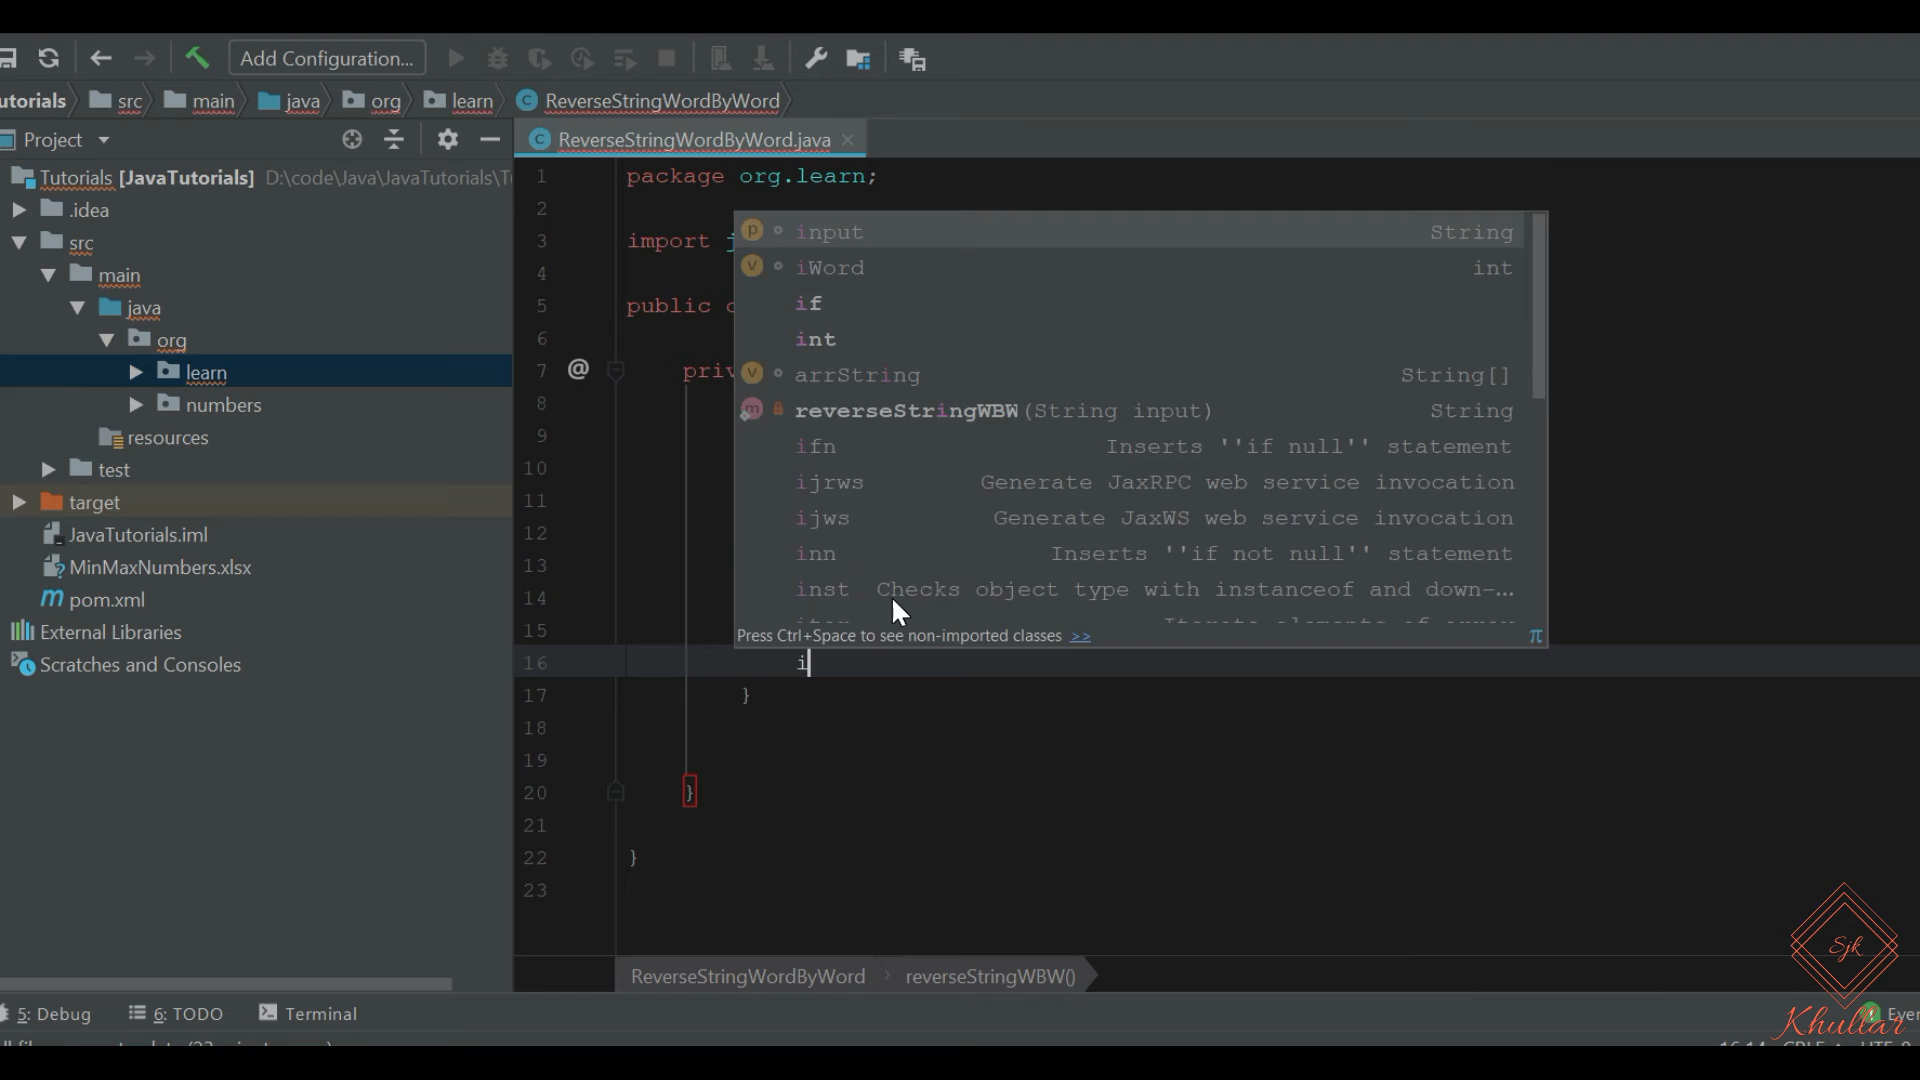 Add Configuration...
utorials src main java org learn ReverseStringWordByWord
Project
ReverseStringWordByWord.java
Tutorials [JavaTutorials] D:\code\Java\JavaTutorials\T
.idea
src
main
java
org
learn
numbers
resources
test
target
JavaTutorials.iml
MinMaxNumbers.xlsx
pom.xml
External Libraries
Scratches and Consoles
1 package org.learn;
2
3 import j
4
5 public c
6
7 @ priv
8
9
10
11
12
13
14
15
16 i
17 }
18
19
20 }
21
22 }
23
input String
iWord int
if
int
arrString String[]
reverseStringWBW(String input) String
ifn Inserts ''if null'' statement
ijrws Generate JaxRPC web service invocation
ijws Generate JaxWS web service invocation
inn Inserts ''if not null'' statement
inst Checks object type with instanceof and down-...
Press Ctrl+Space to see non-imported classes >>
π
ReverseStringWordByWord reverseStringWBW()
5: Debug 6: TODO Terminal
Even
Sjk
Khullar